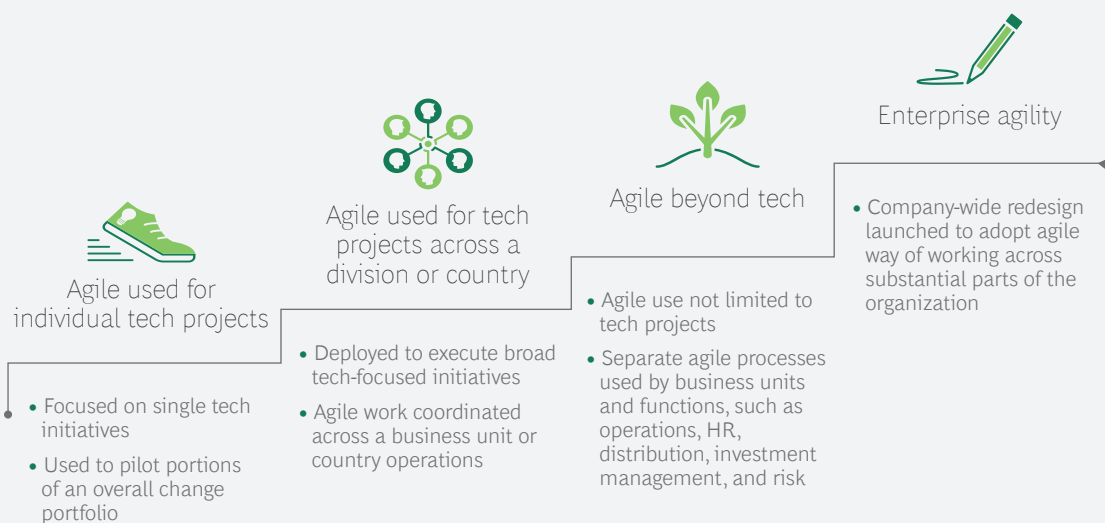 Agile used for
individual tech projects
• Focused on single tech
initiatives
• Used to pilot portions
of an overall change
portfolio
Agile used for tech
projects across a
division or country
• Deployed to execute broad
tech-focused initiatives
• Agile work coordinated
across a business unit or
country operations
Agile beyond tech
• Agile use not limited to
tech projects
• Separate agile processes
used by business units
and functions, such as
operations, HR,
distribution, investment
management, and risk
Enterprise agility
• Company-wide redesign
launched to adopt agile
way of working across
substantial parts of the
organization